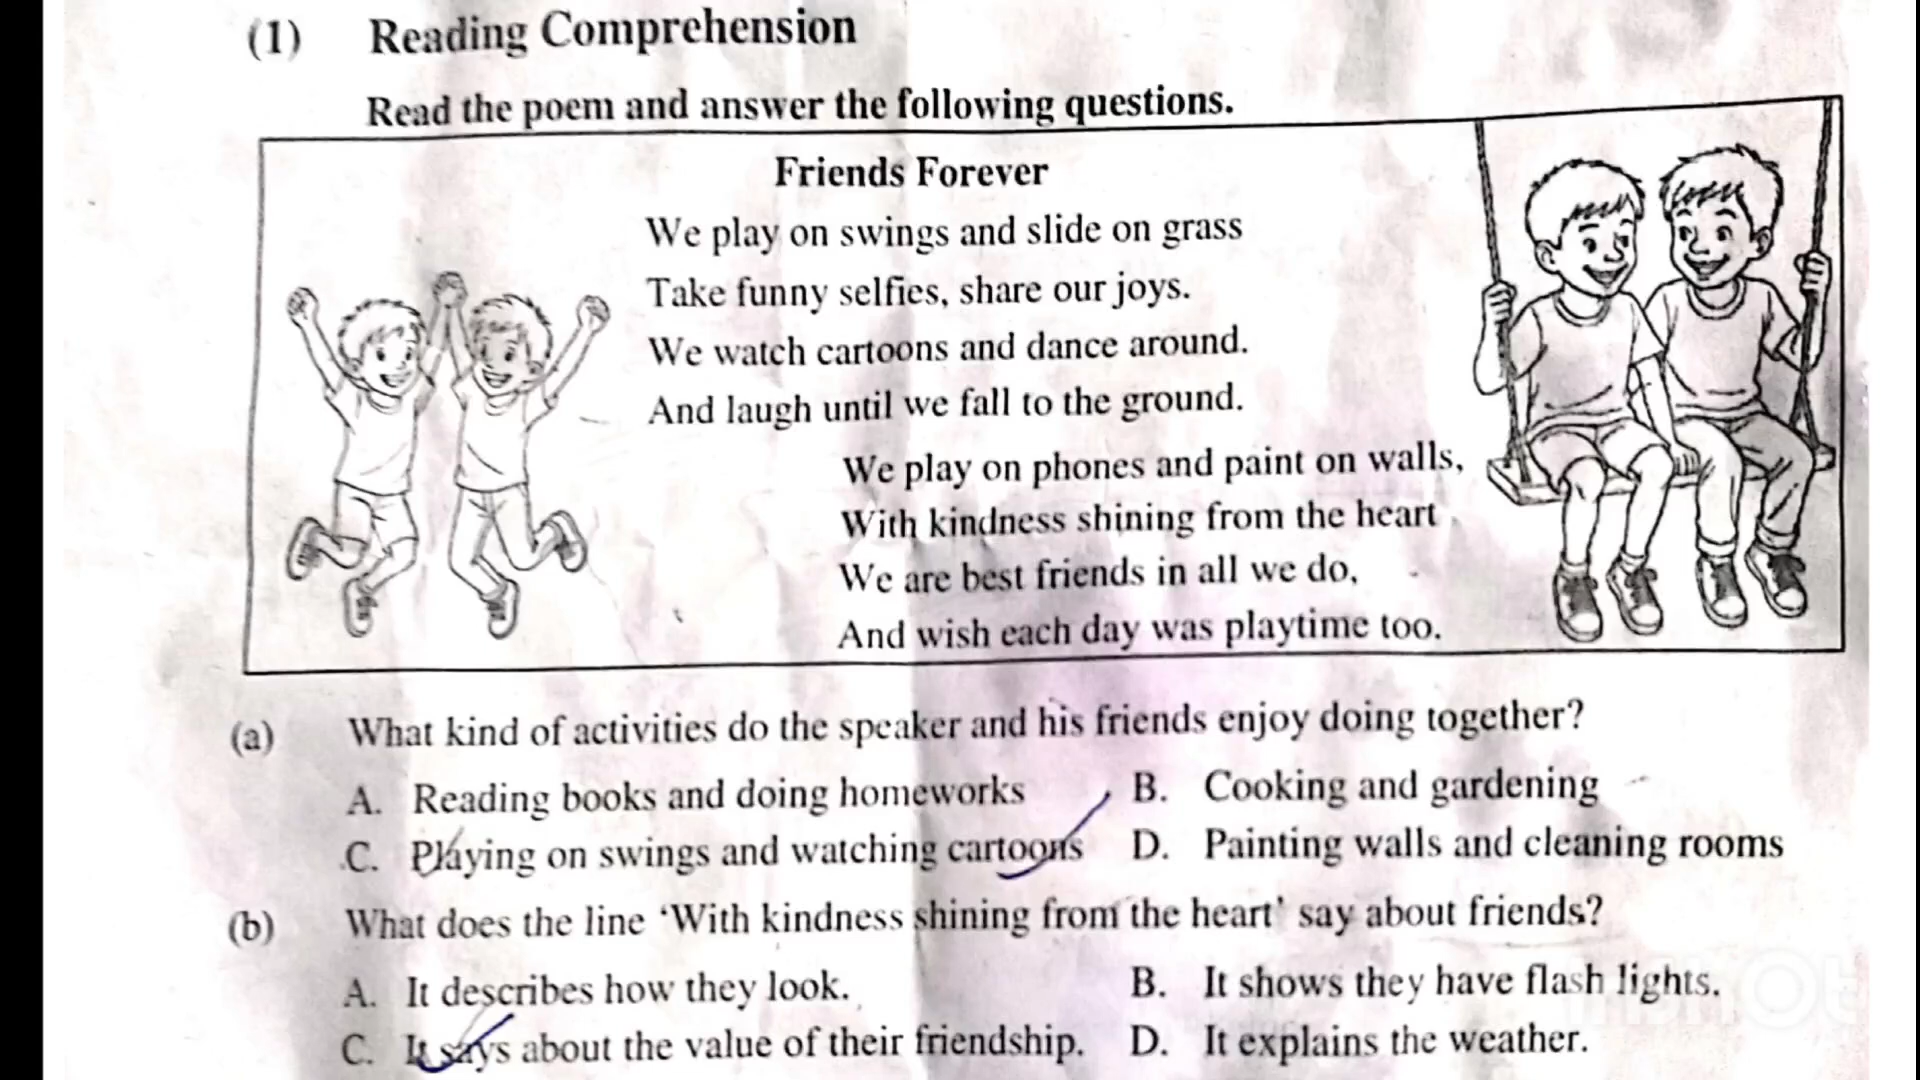 (1) Reading Comprehension
Read the poem and answer the following questions.
Friends Forever
We play on swings and slide on grass
Take funny selfies, share our joys.
We watch cartoons and dance around.
And laugh until we fall to the ground.
We play on phones and paint on walls,
With kindness shining from the heart
We are best friends in all we do,
And wish each day was playtime too.
(a) What kind of activities do the speaker and his friends enjoy doing together?
A. Reading books and doing homeworks B. Cooking and gardening
C. Playing on swings and watching cartoons D. Painting walls and cleaning rooms
(b) What does the line ‘With kindness shining from the heart’ say about friends?
A. It describes how they look. B. It shows they have flash lights.
C. It says about the value of their friendship. D. It explains the weather.